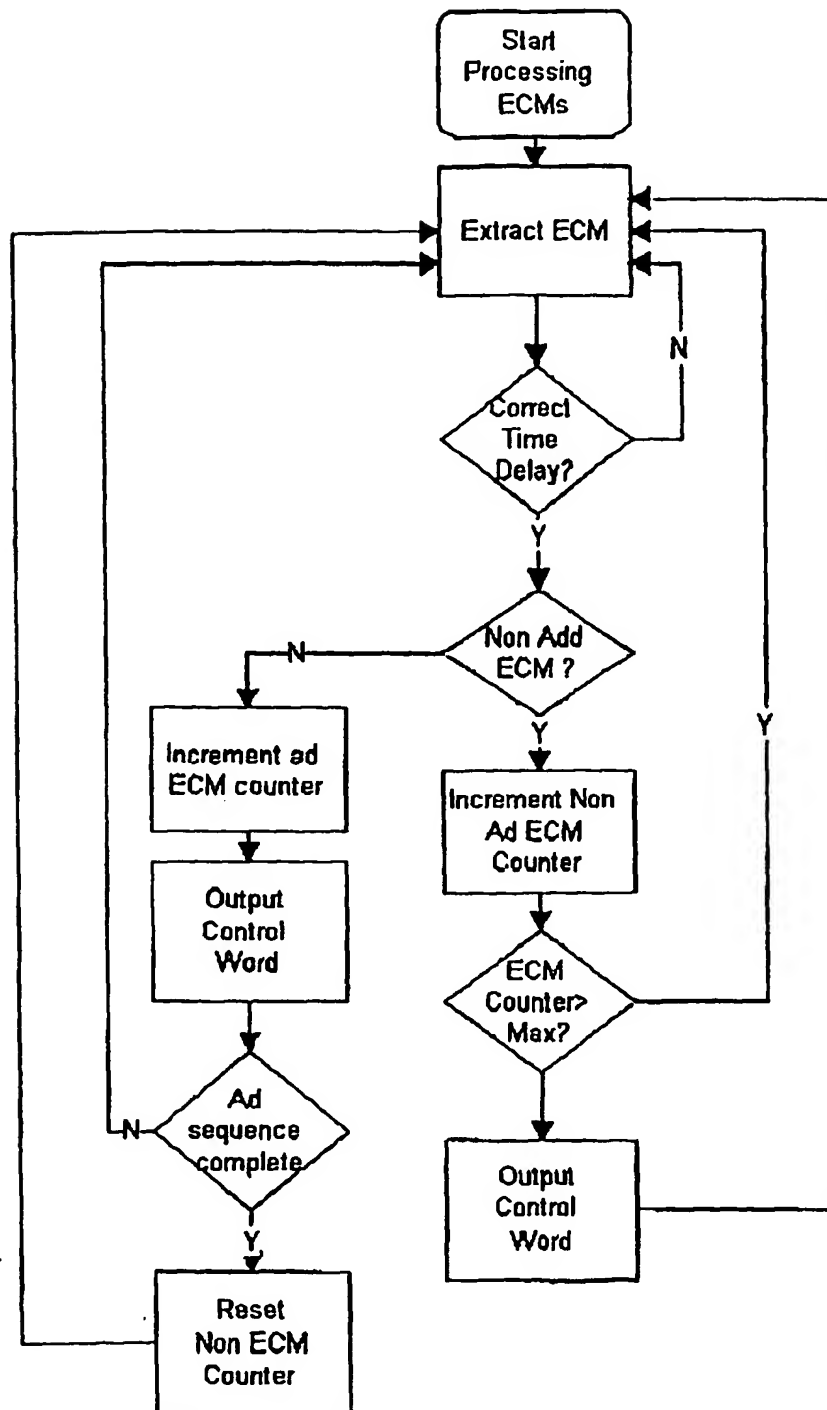 Start
Processing
ECMs
Extract ECM
N
Correct
Time
Delay?
Y
Non Add
ECM ?
N
Y
Increment ad
ECM counter
Increment Non
Ad ECM
Counter
Y
Output
Control
Word
ECM
Counter>
Max?
Ad
sequence
complete
N
Output
Control
Word
Y
Reset
Non ECM
Counter